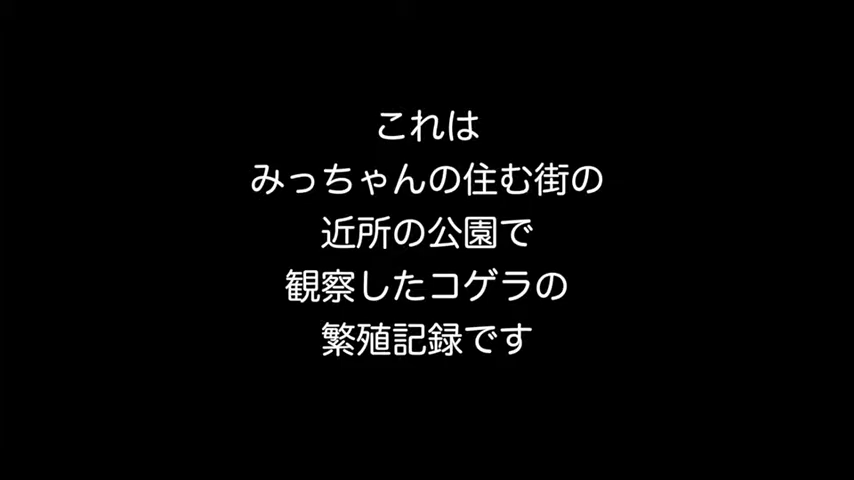 これは
みっちゃんの住む街の
近所の公園で
観察したコゲラの
繁殖記録です